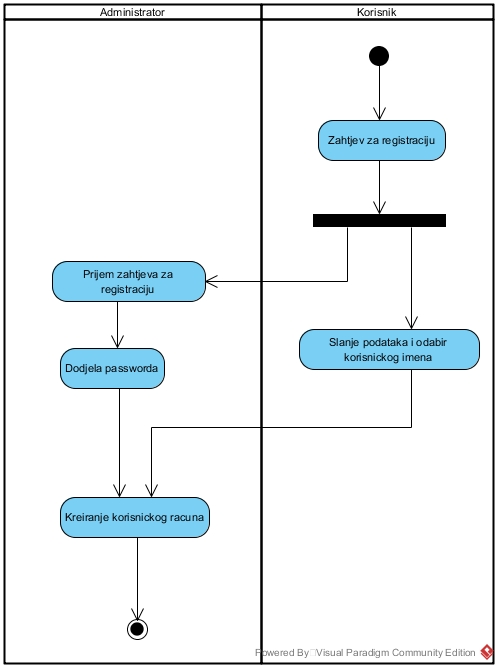 Administrator
Korisnik
Zahtjev za registraciju
Prijem zahtjeva za
registraciju
Slanje podataka i odabir
korisnickog imena
Dodjela passworda
Kreiranje korisnickog racuna
Powered By Visual Paradigm Community Edition